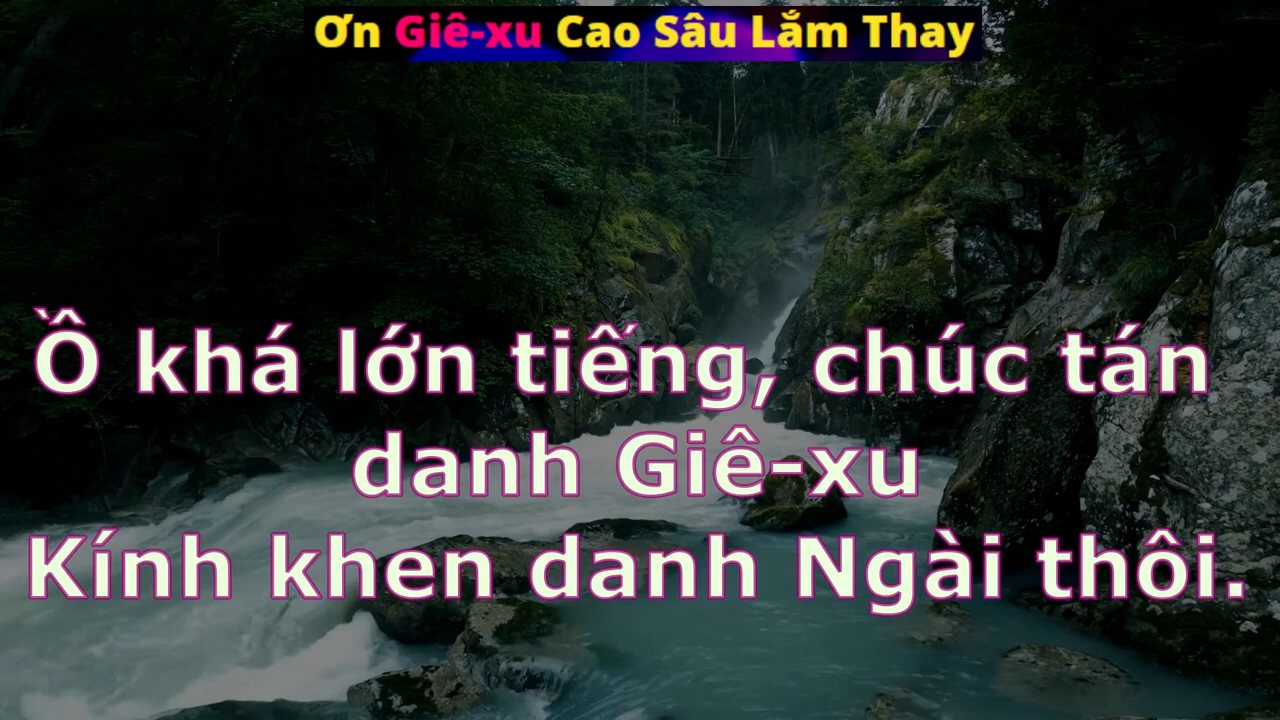 Ơn Giê-xu Cao Sâu Lắm Thay
Ồ khá lớn tiếng, chúc tán
danh Giê-xu
Kính khen danh Ngài thôi.